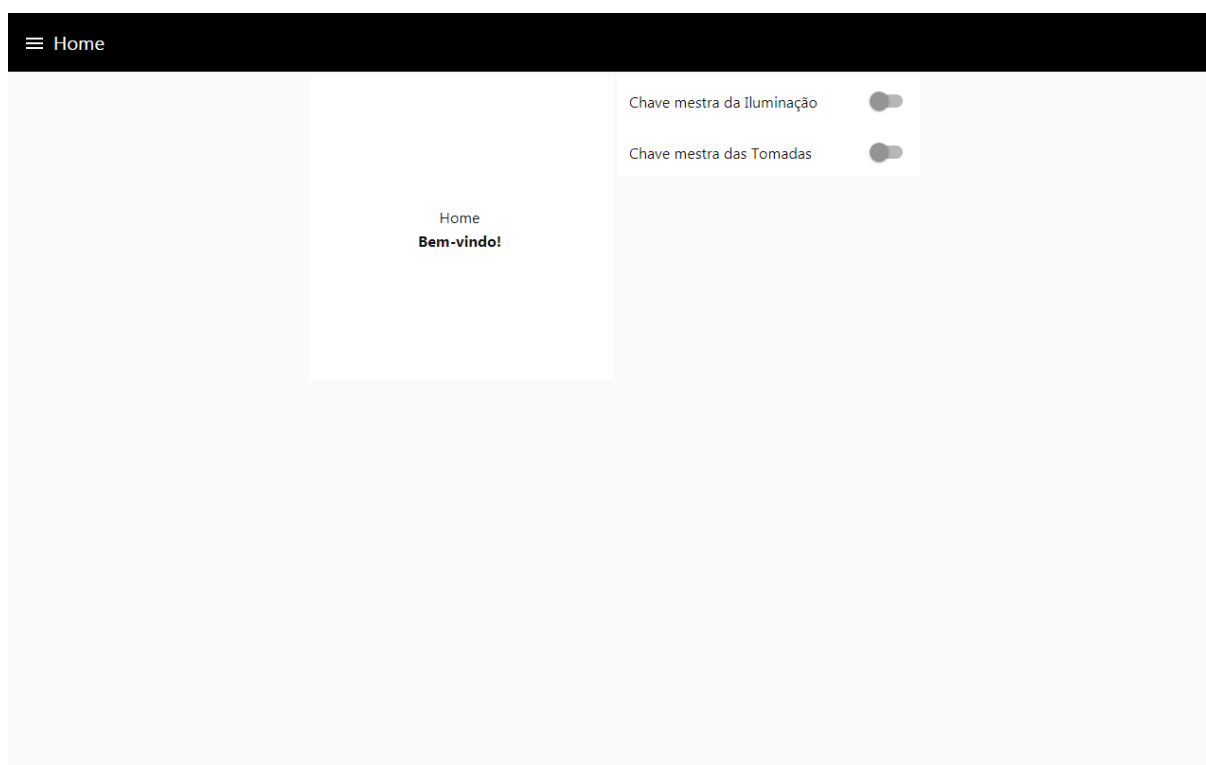 Home
Home
Bem-vindo!
Chave mestra da Iluminação
Chave mestra das Tomadas